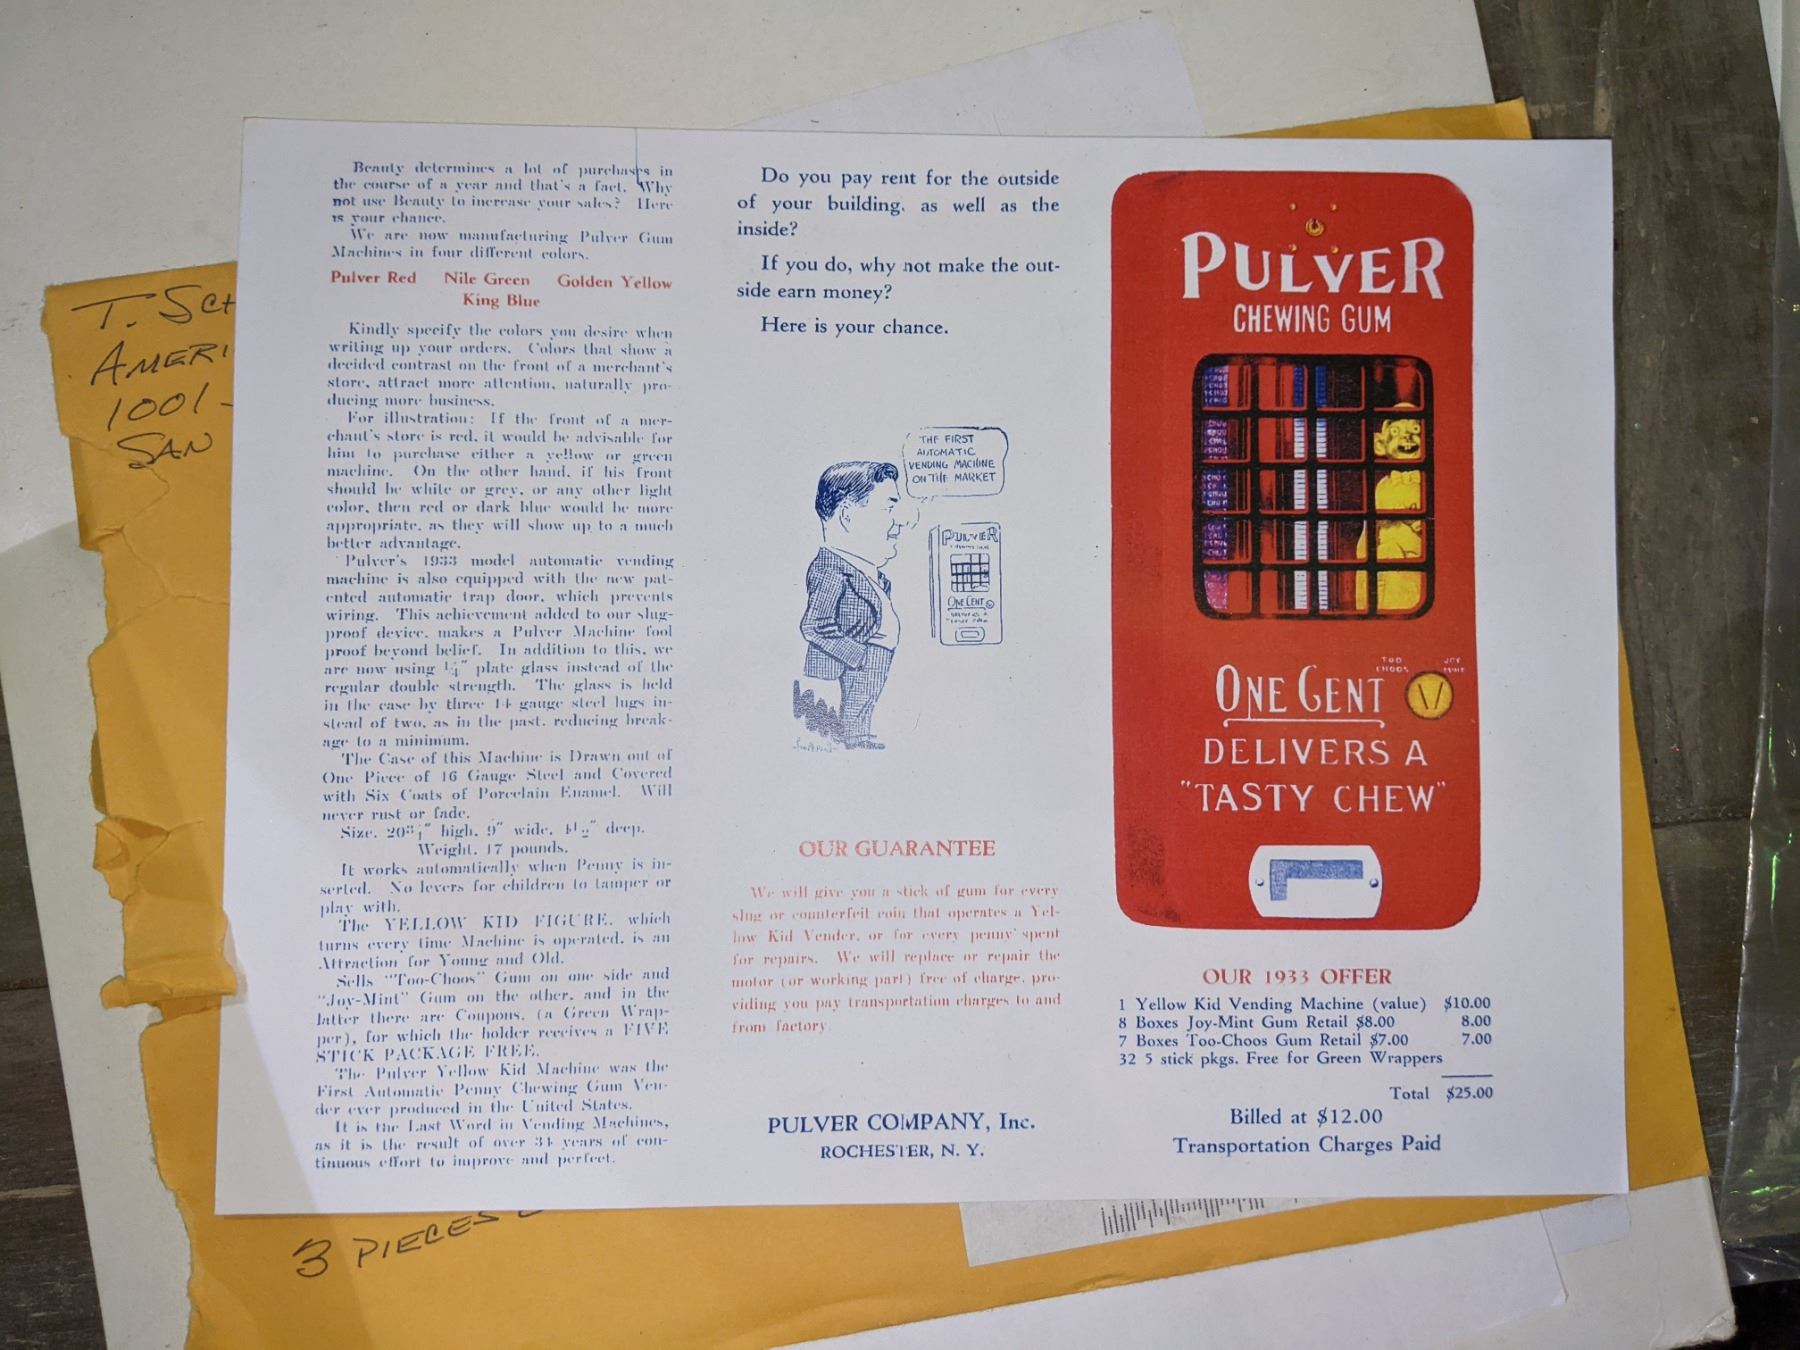 Beauty determines a lot of purchases in
the course of a year and that's a fact. Why
not use Beauty to increase your sales? Here
is your chance.
We are now manufacturing Pulver Gum
Machines in four different colors.
Pulver Red Nile Green Golden Yellow
King Blue
Kindly specify the colors you desire when
writing up your orders. Colors that show a
decided contrast on the front of a merchant's
store, attract more attention, naturally pro-
ducing more business.
For illustration: If the front of a mer-
chant's store is red, it would be advisable for
him to purchase either a yellow or green
machine. On the other hand, if his front
should be white or grey, or any other light
color, then red or dark blue would be more
appropriate, as they will show up to a much
better advantage.
Pulver's 1933 model automatic vending
machine is also equipped with the new pat-
ented automatic trap door, which prevents
wiring. This achievement added to our slug-
proof device, makes a Pulver Machine fool
proof beyond belief. In addition to this, we
are now using ¼" plate glass instead of the
regular double strength. The glass is held
in the case by three 14 gauge steel lugs in-
stead of two, as in the past, reducing break-
age to a minimum.
The Case of this Machine is Drawn out of
One Piece of 16 Gauge Steel and Covered
with Six Coats of Porcelain Enamel. Will
never rust or fade.
Size, 20¾" high, 9" wide, 4½" deep.
Weight, 17 pounds.
It works automatically when Penny is in-
serted. No levers for children to tamper or
play with.
The YELLOW KID FIGURE, which
turns every time Machine is operated, is an
Attraction for Young and Old.
Sells "Too-Choos" Gum on one side and
"Joy-Mint" Gum on the other, and in the
latter there are Coupons, (a Green Wrap-
per), for which the holder receives a FIVE
STICK PACKAGE FREE.
The Pulver Yellow Kid Machine was the
First Automatic Penny Chewing Gum Ven-
der ever produced in the United States.
It is the Last Word in Vending Machines,
as it is the result of over 34 years of con-
tinuous effort to improve and perfect.
Do you pay rent for the outside
of your building, as well as the
inside?
If you do, why not make the out-
side earn money?
Here is your chance.
THE FIRST
AUTOMATIC
VENDING MACHINE
ON THE MARKET
PULVER
ONE CENT
OUR GUARANTEE
We will give you a stick of gum for every
slug or counterfeit coin that operates a Yel-
low Kid Vender, or for every penny spent
for repairs. We will replace or repair the
motor (or working part) free of charge, pro-
viding you pay transportation charges to and
from factory.
PULVER COMPANY, Inc.
ROCHESTER, N. Y.
PULVER
CHEWING GUM
TOO
CHOOS
JOY
MINT
ONE CENT
DELIVERS A
"TASTY CHEW"
OUR 1933 OFFER
1 Yellow Kid Vending Machine (value) $10.00
8 Boxes Joy-Mint Gum Retail $8.00 8.00
7 Boxes Too-Choos Gum Retail $7.00 7.00
32 5 stick pkgs. Free for Green Wrappers
Total $25.00
Billed at $12.00
Transportation Charges Paid
T. SCH
AMERI
1001-
SAN
3 PIECES